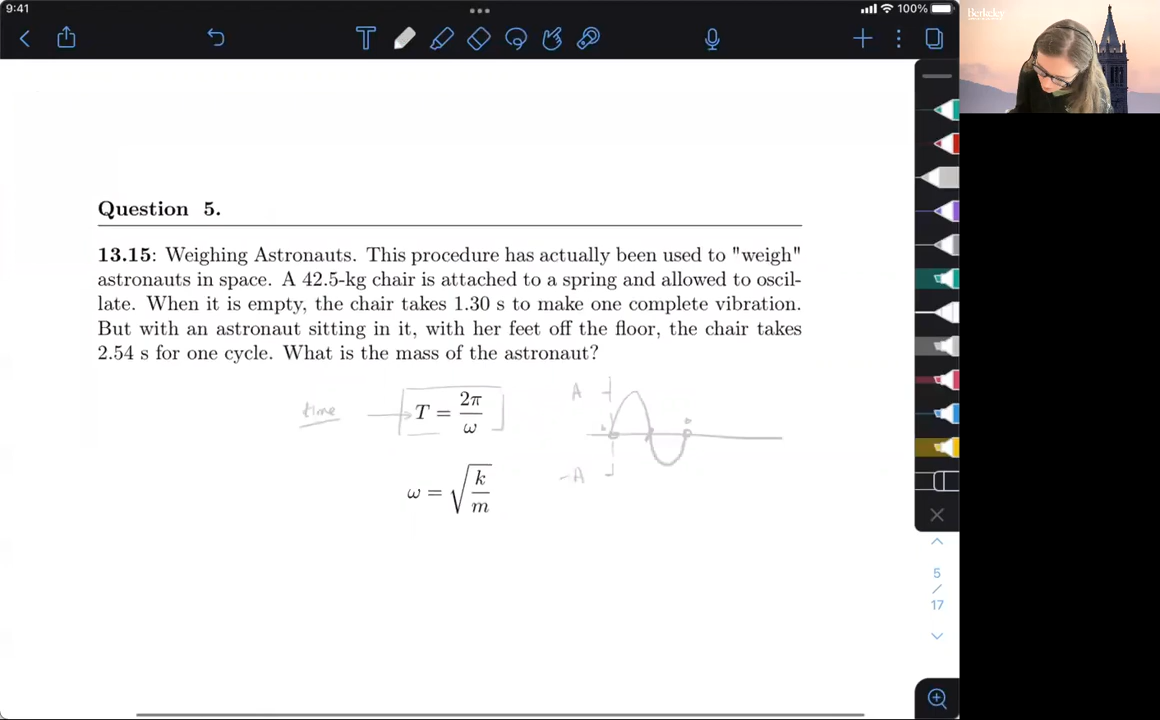 9:41
100%
Berkeley
Question 5.
13.15: Weighing Astronauts. This procedure has actually been used to "weigh"
astronauts in space. A 42.5-kg chair is attached to a spring and allowed to oscil-
late. When it is empty, the chair takes 1.30 s to make one complete vibration.
But with an astronaut sitting in it, with her feet off the floor, the chair takes
2.54 s for one cycle. What is the mass of the astronaut?
time
T = 2π/ω
A
-A
ω = √(k/m)
5
/
17